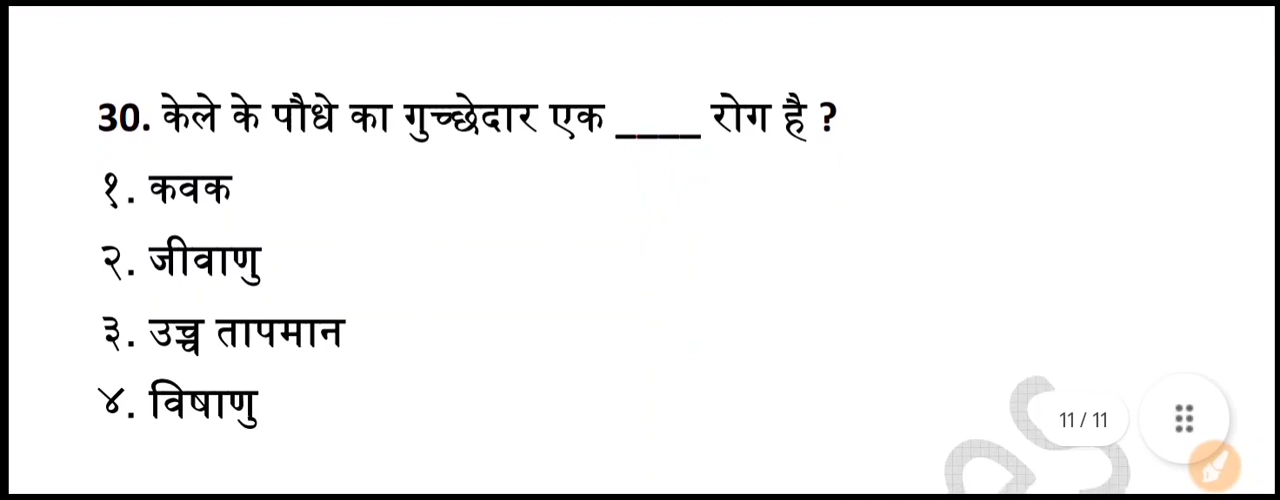 30. केले के पौधे का गुच्छेदार एक ____ रोग है ?
१. कवक
२. जीवाणु
३. उच्च तापमान
४. विषाणु
11 / 11